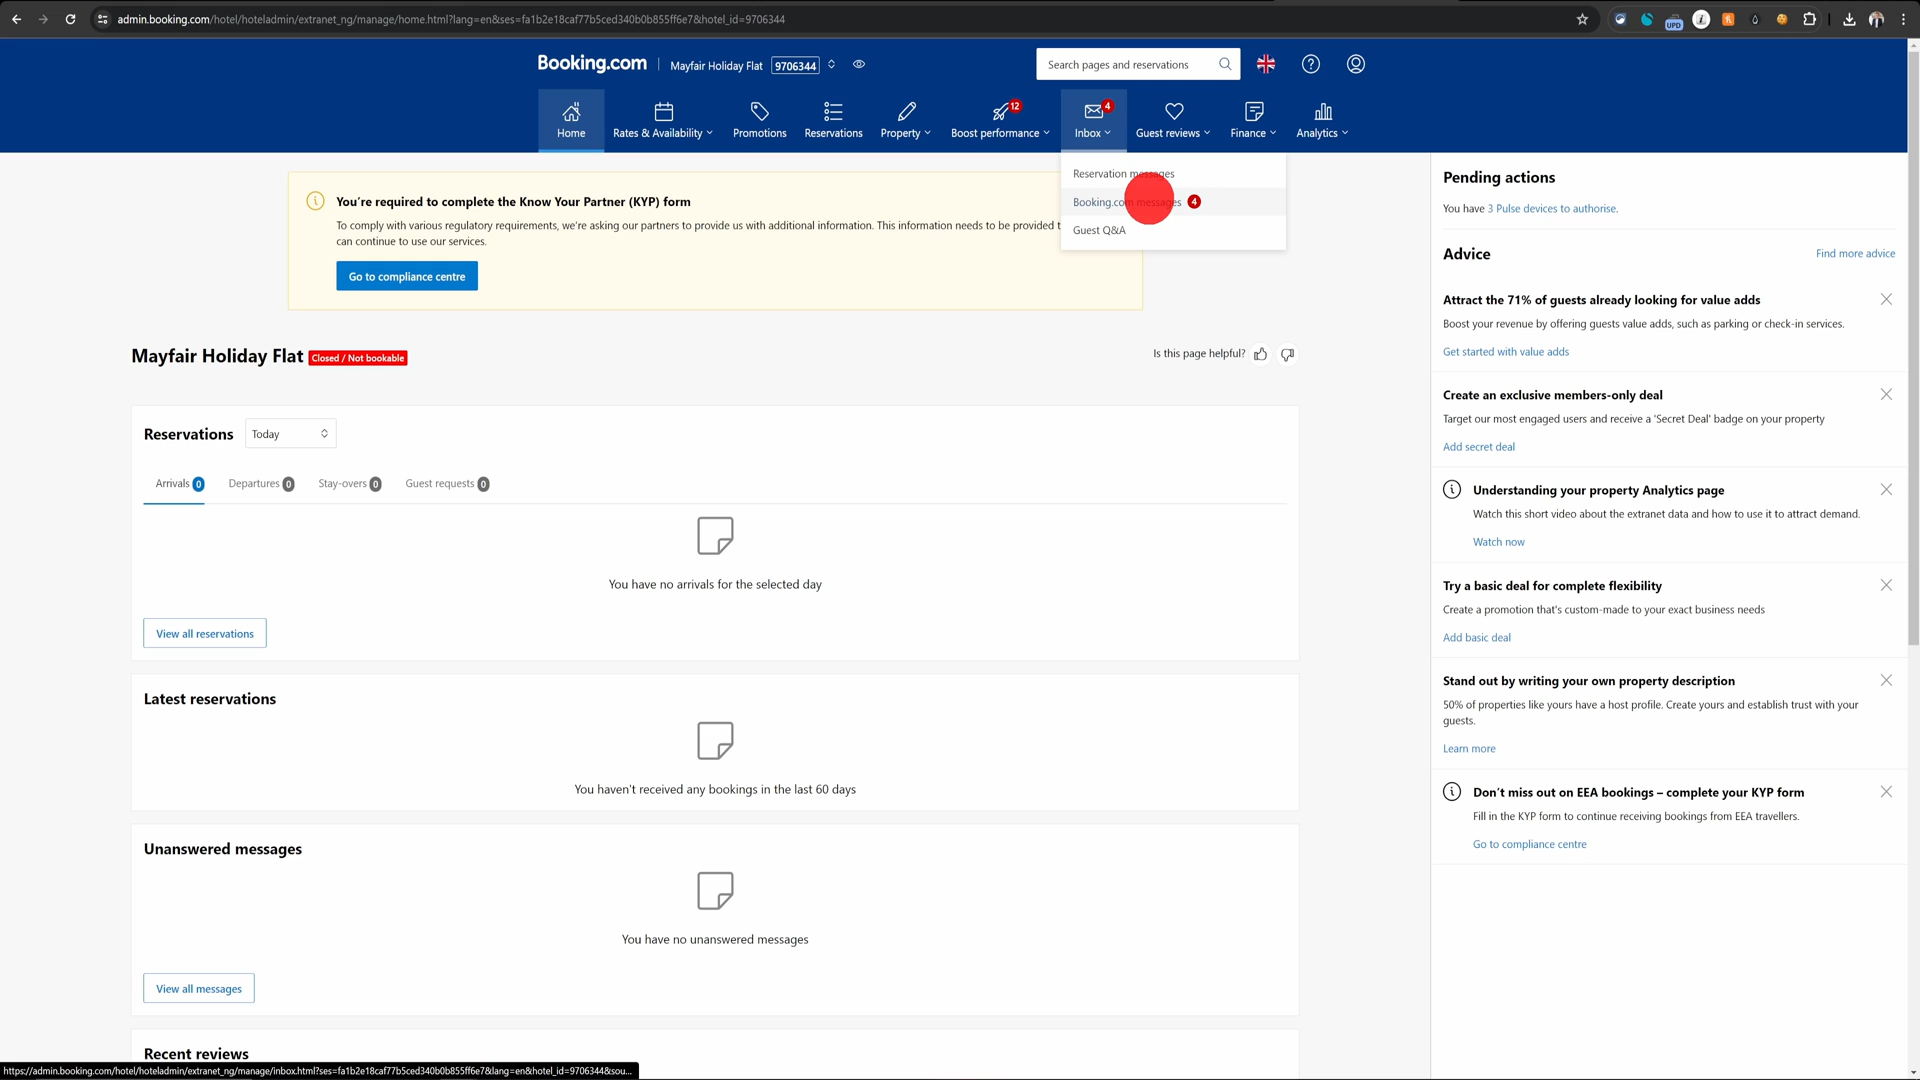 admin.booking.com/hotel/hoteladmin/extranet_ng/manage/home.html?lang=en&ses=fa1b2e18caf77b5ced340b0b855ff6e7&hotel_id=9706344
UPD
Booking.com
Mayfair Holiday Flat 9706344
Search pages and reservations
Home
Rates & Availability
Promotions
Reservations
Property
Boost performance 12
Inbox 4
Guest reviews
Finance
Analytics
Reservation messages
Booking.com messages 4
Guest Q&A
You're required to complete the Know Your Partner (KYP) form
To comply with various regulatory requirements, we're asking our partners to provide us with additional information. This information needs to be provided
can continue to use our services.
Go to compliance centre
Mayfair Holiday Flat Closed / Not bookable
Is this page helpful?
Reservations Today
Arrivals 0 Departures 0 Stay-overs 0 Guest requests 0
You have no arrivals for the selected day
View all reservations
Latest reservations
You haven't received any bookings in the last 60 days
Unanswered messages
You have no unanswered messages
View all messages
Recent reviews
Pending actions
You have 3 Pulse devices to authorise.
Advice
Find more advice
Attract the 71% of guests already looking for value adds
Boost your revenue by offering guests value adds, such as parking or check-in services.
Get started with value adds
Create an exclusive members-only deal
Target our most engaged users and receive a 'Secret Deal' badge on your property
Add secret deal
Understanding your property Analytics page
Watch this short video about the extranet data and how to use it to attract demand.
Watch now
Try a basic deal for complete flexibility
Create a promotion that's custom-made to your exact business needs
Add basic deal
Stand out by writing your own property description
50% of properties like yours have a host profile. Create yours and establish trust with your
guests.
Learn more
Don't miss out on EEA bookings – complete your KYP form
Fill in the KYP form to continue receiving bookings from EEA travellers.
Go to compliance centre
https://admin.booking.com/hotel/hoteladmin/extranet_ng/manage/inbox.html?ses=fa1b2e18caf77b5ced340b0b855ff6e7&lang=en&hotel_id=9706344&sou...